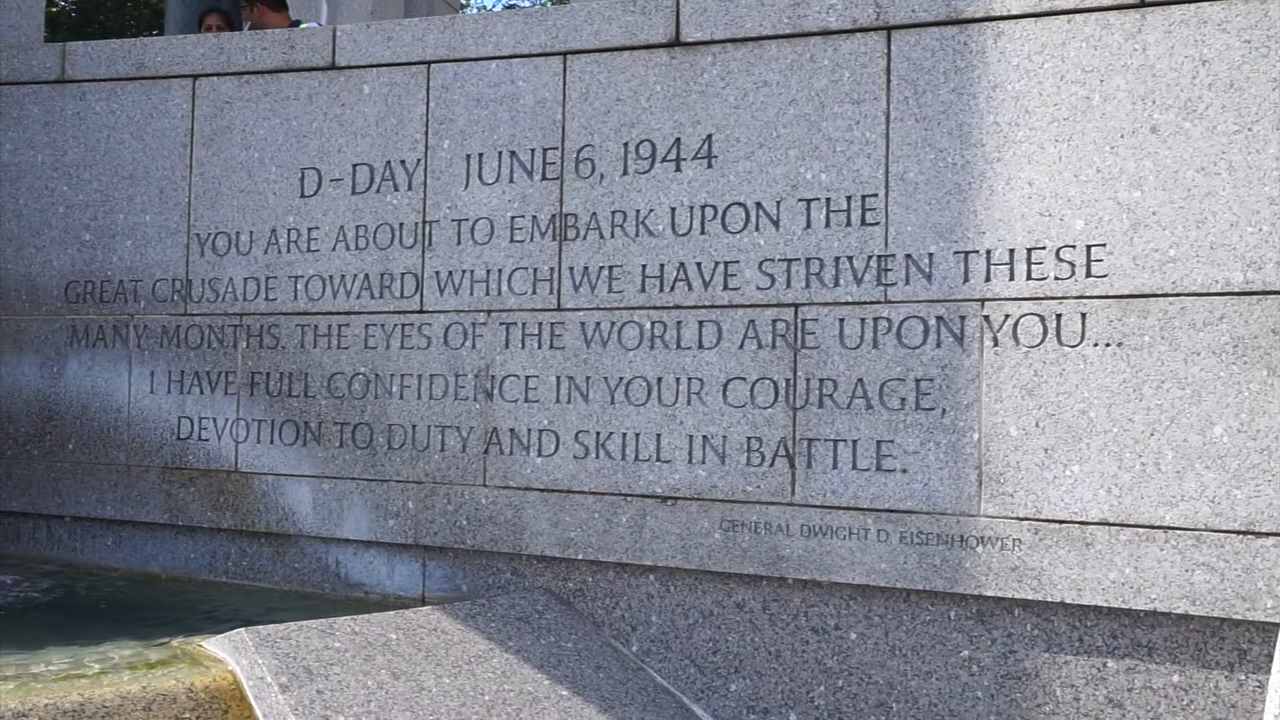 D-DAY JUNE 6, 1944
YOU ARE ABOUT TO EMBARK UPON THE
GREAT CRUSADE TOWARD WHICH WE HAVE STRIVEN THESE
MANY MONTHS. THE EYES OF THE WORLD ARE UPON YOU...
I HAVE FULL CONFIDENCE IN YOUR COURAGE,
DEVOTION TO DUTY AND SKILL IN BATTLE.
GENERAL DWIGHT D. EISENHOWER